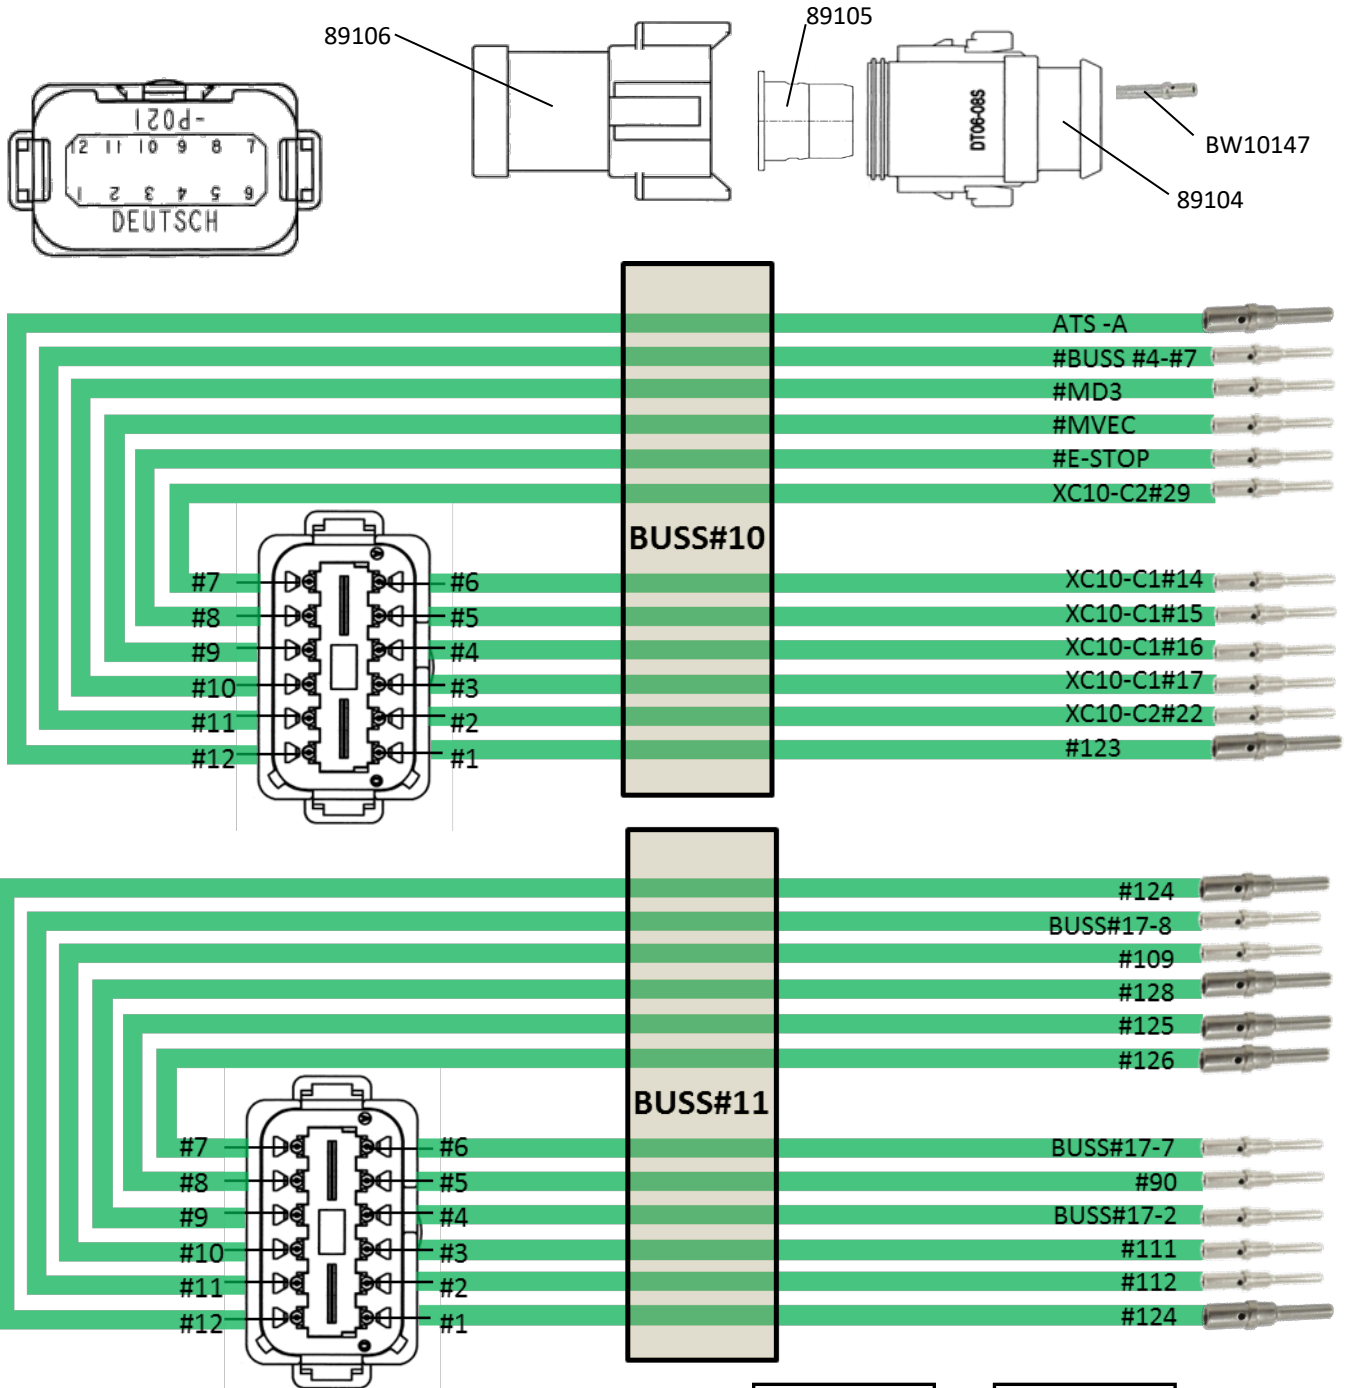 89106
89105
BW10147
89104
DT06-08S
-P021
12 11 10 9 8 7
1 2 3 4 5 6
DEUTSCH
ATS -A
#BUSS #4-#7
#MD3
#MVEC
#E-STOP
XC10-C2#29
BUSS#10
#7 #6 XC10-C1#14
#8 #5 XC10-C1#15
#9 #4 XC10-C1#16
#10 #3 XC10-C1#17
#11 #2 XC10-C2#22
#12 #1 #123
#124
BUSS#17-8
#109
#128
#125
#126
BUSS#11
#7 #6 BUSS#17-7
#8 #5 #90
#9 #4 BUSS#17-2
#10 #3 #111
#11 #2 #112
#12 #1 #124